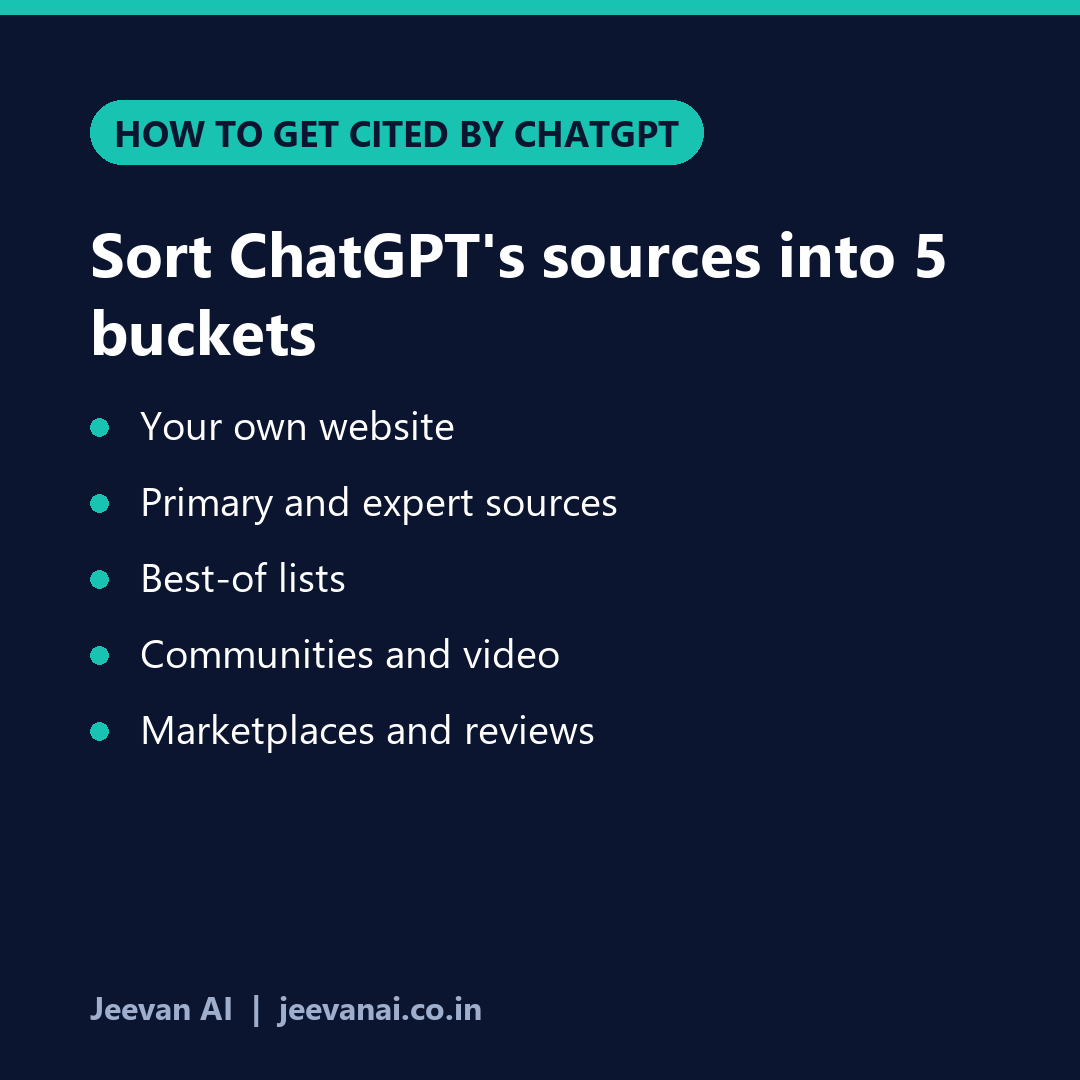 HOW TO GET CITED BY CHATGPT
Sort ChatGPT's sources into 5
buckets
Your own website
Primary and expert sources
Best-of lists
Communities and video
Marketplaces and reviews
Jeevan AI | jeevanai.co.in